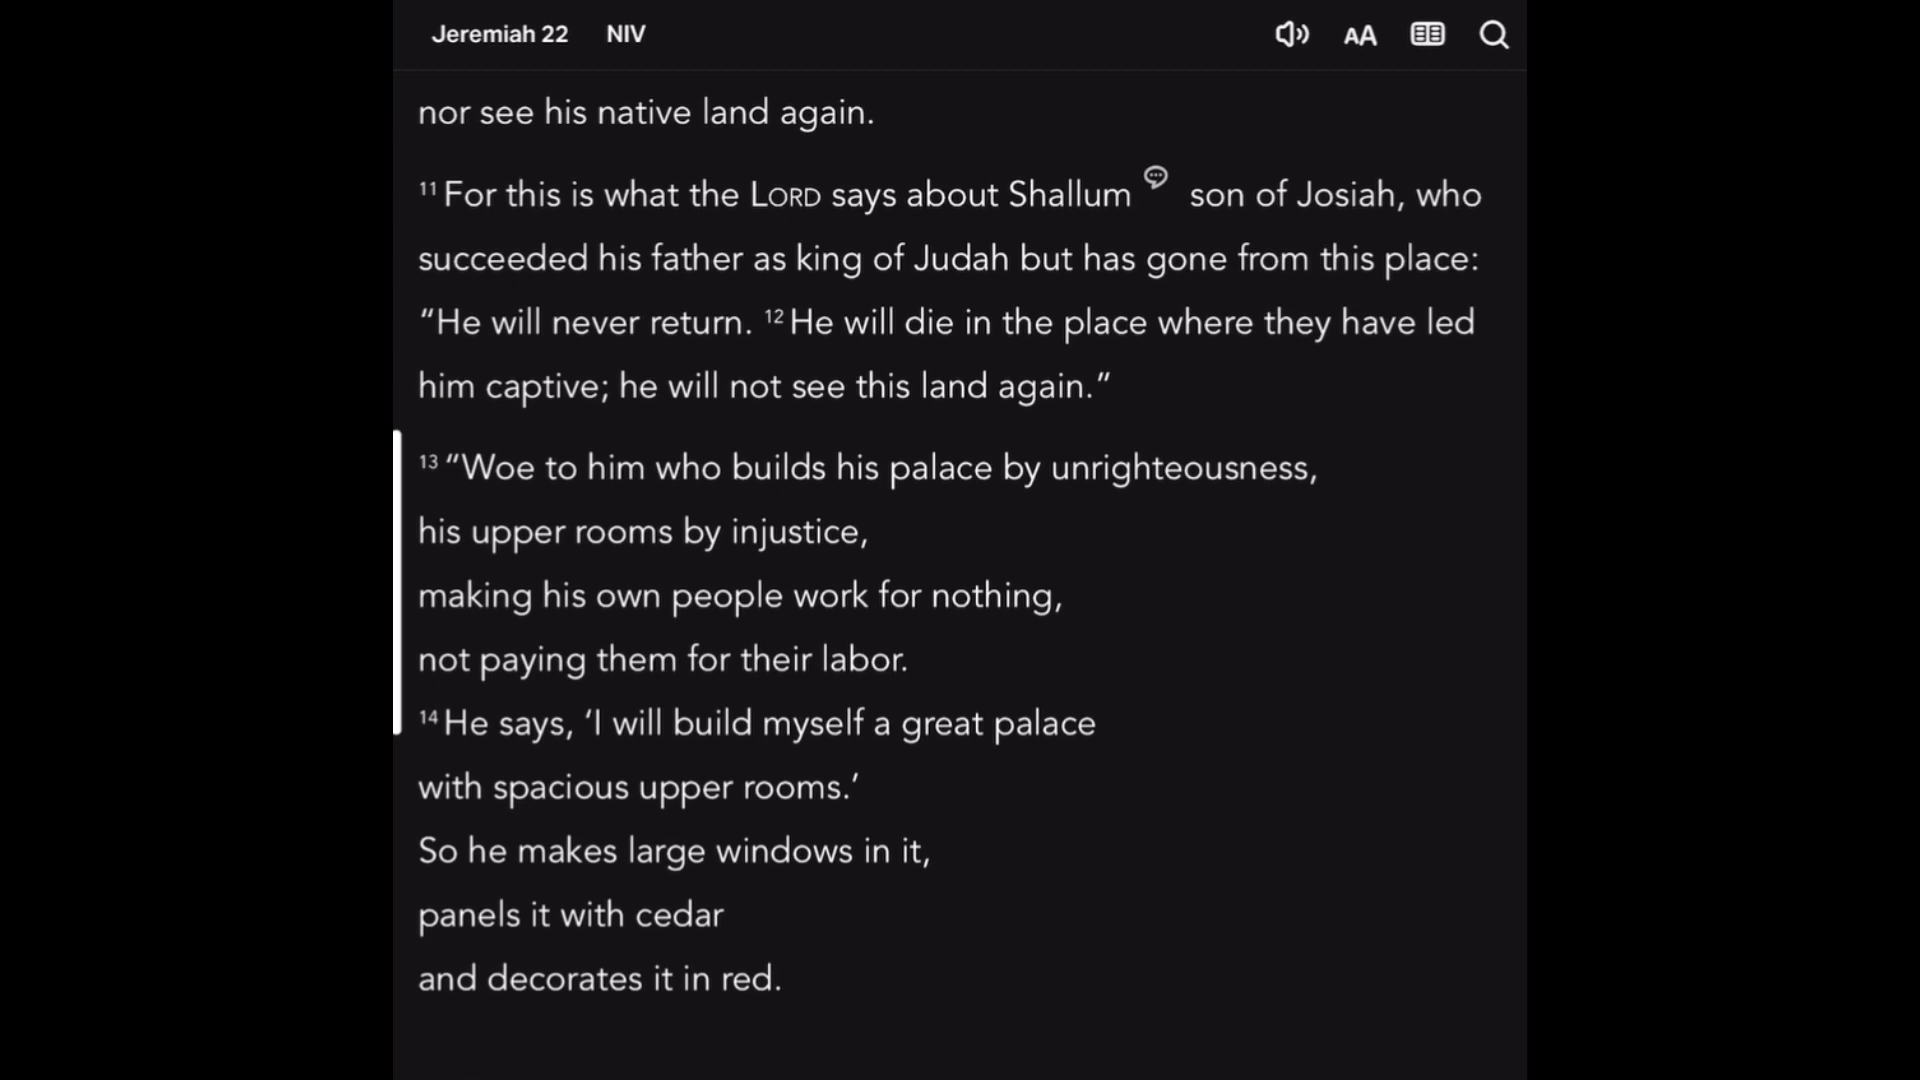 Jeremiah 22 NIV AA
nor see his native land again.
11 For this is what the LORD says about Shallum son of Josiah, who
succeeded his father as king of Judah but has gone from this place:
“He will never return. 12 He will die in the place where they have led
him captive; he will not see this land again.”
13 “Woe to him who builds his palace by unrighteousness,
his upper rooms by injustice,
making his own people work for nothing,
not paying them for their labor.
14 He says, ‘I will build myself a great palace
with spacious upper rooms.’
So he makes large windows in it,
panels it with cedar
and decorates it in red.